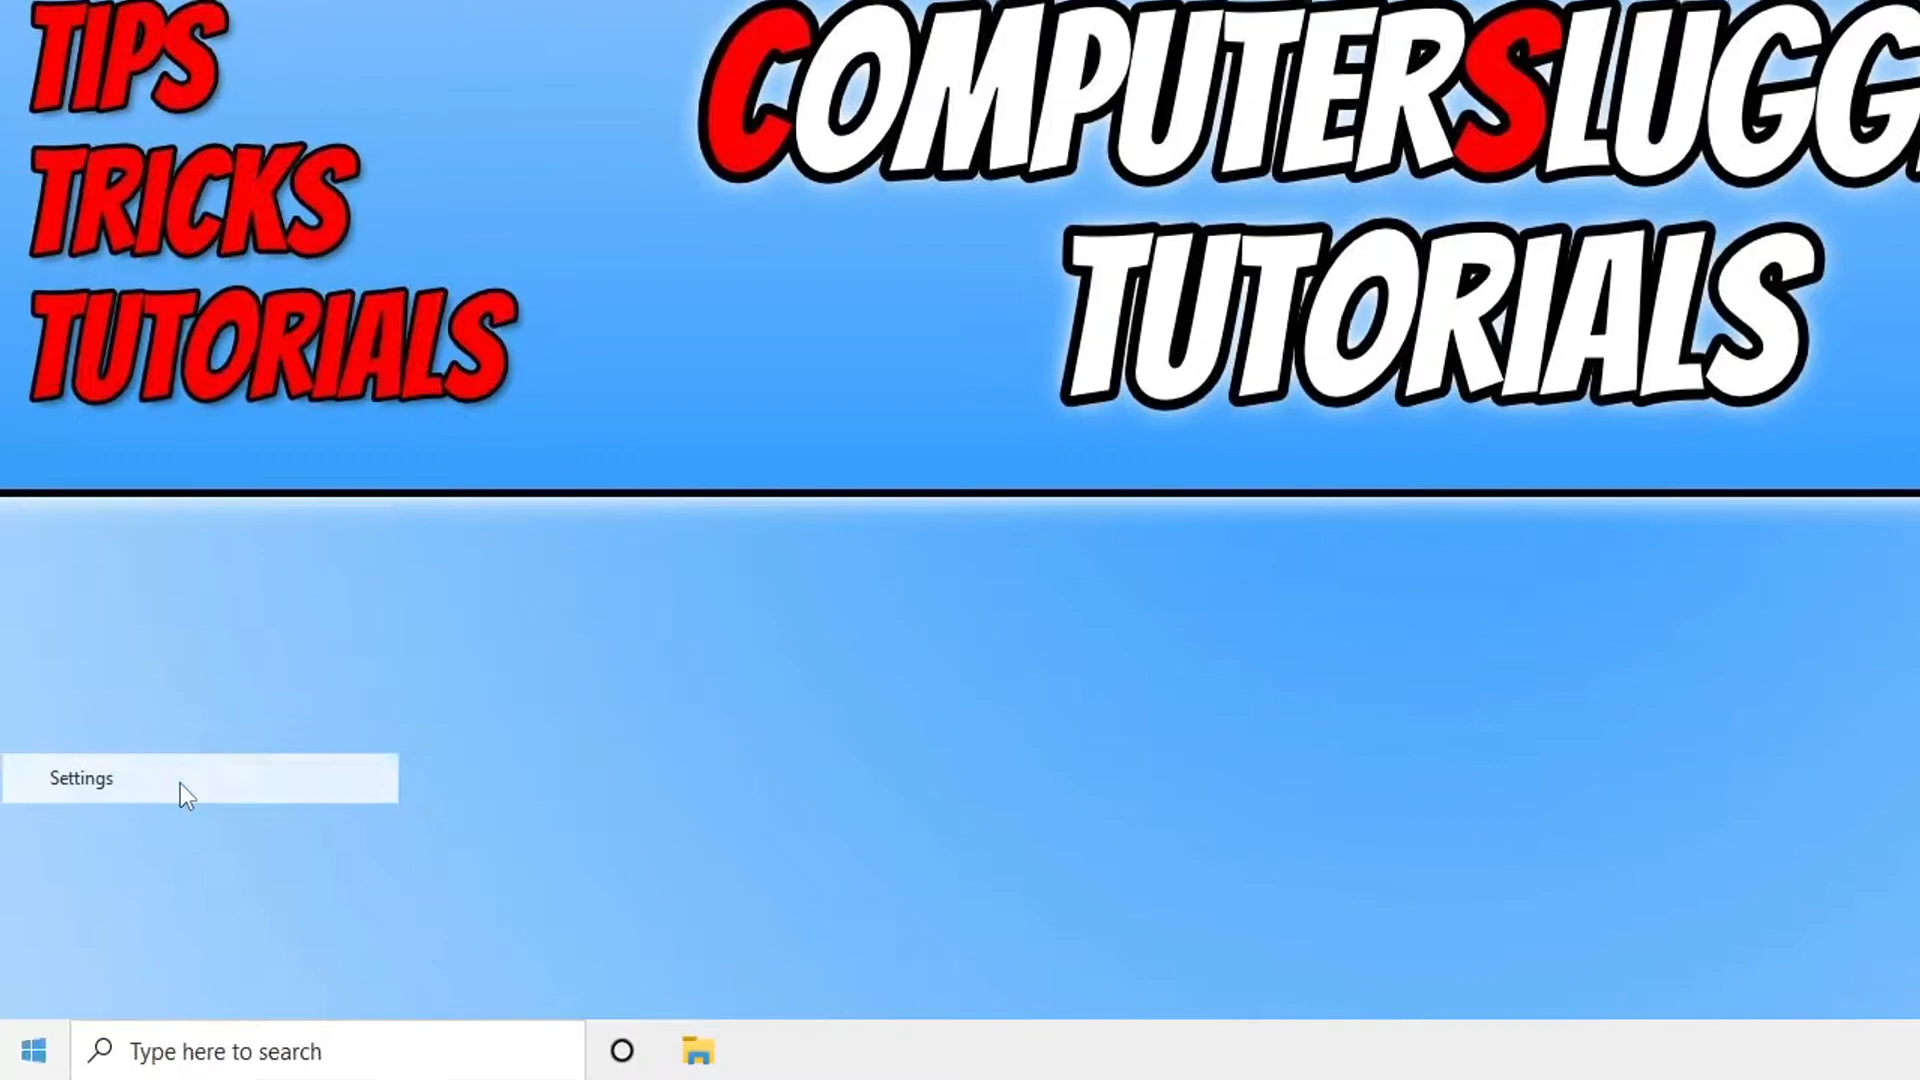 TIPS
TRICKS
TUTORIALS
COMPUTERSLUGG
TUTORIALS
Settings
Type here to search